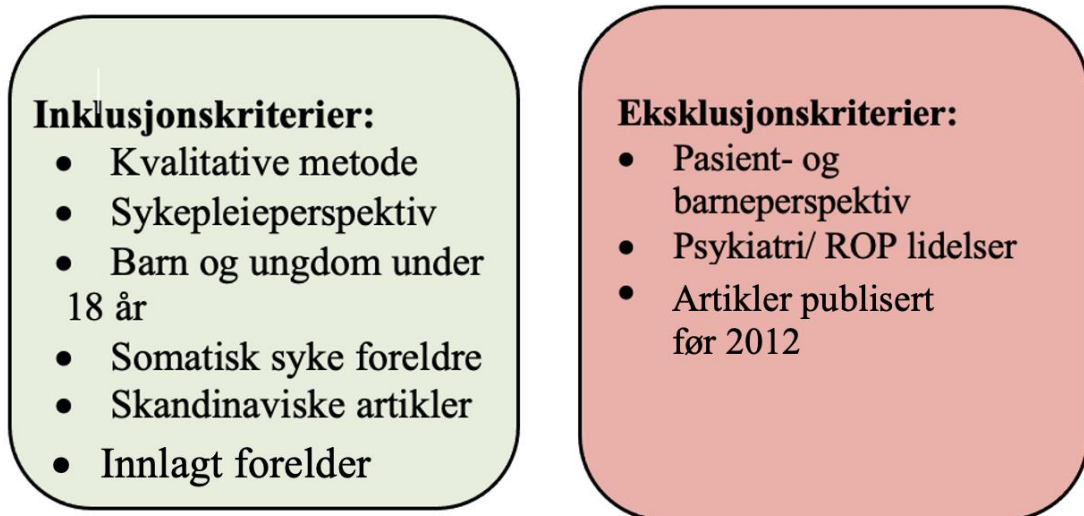 Inklusjonskriterier:
• Kvalitative metode
• Sykepleieperspektiv
• Barn og ungdom under
18 år
• Somatisk syke foreldre
• Skandinaviske artikler
• Innlagt forelder
Eksklusjonskriterier:
• Pasient- og
barneperspektiv
• Psykiatri/ ROP lidelser
• Artikler publisert
før 2012